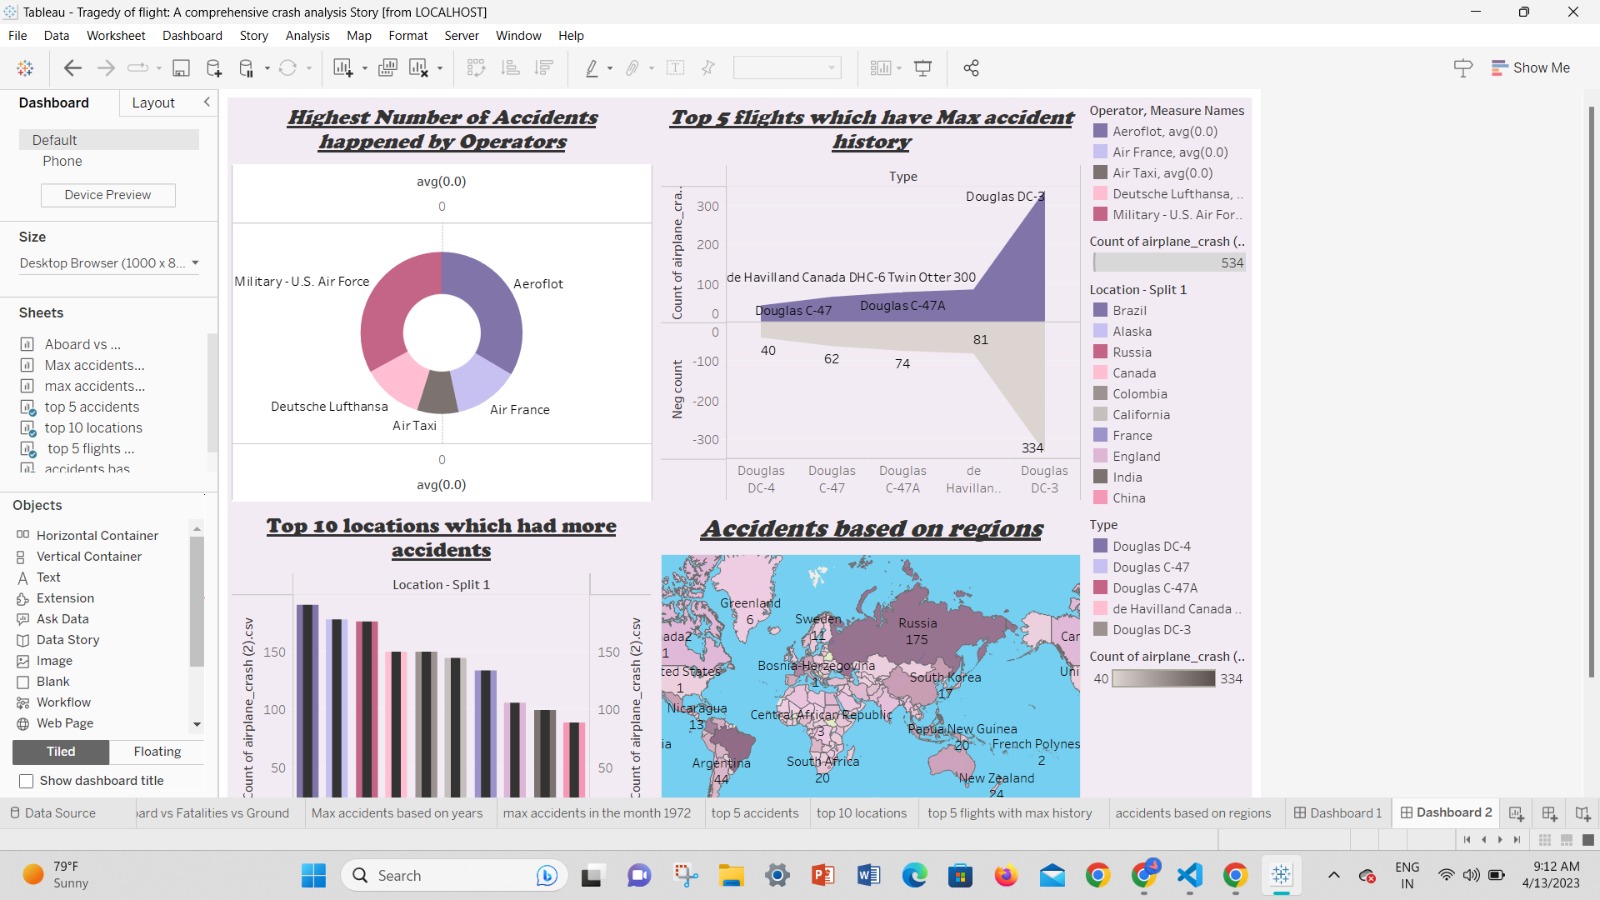 Tableau - Tragedy of flight: A comprehensive crash analysis Story [from LOCALHOST]
File Data Worksheet Dashboard Story Analysis Map Format Server Window Help
Show Me
Dashboard Layout
Default
Phone
Device Preview
Size
Desktop Browser (1000 x 8...
Sheets
Aboard vs ...
Max accidents...
max accidents...
top 5 accidents
top 10 locations
top 5 flights ...
accidents bas
Objects
Horizontal Container
Vertical Container
Text
Extension
Ask Data
Data Story
Image
Blank
Workflow
Web Page
Tiled Floating
Show dashboard title
Highest Number of Accidents
happened by Operators
avg(0.0)
0
Military - U.S. Air Force
Aeroflot
Deutsche Lufthansa
Air France
Air Taxi
0
avg(0.0)
Top 5 flights which have Max accident
history
Type
Count of airplane_cra..
300
200
100
0
Douglas DC-3
de Havilland Canada DHC-6 Twin Otter 300
Douglas C-47
Douglas C-47A
Neg count
0
-100
-200
-300
40
62
74
81
334
Douglas DC-4
Douglas C-47
Douglas C-47A
de Havillan..
Douglas DC-3
Top 10 locations which had more
accidents
Location - Split 1
Count of airplane_crash (2).csv
150
100
50
150
100
50
Count of airplane_crash (2).csv
Accidents based on regions
Greenland
6
Sweden
11
Russia
175
ada2
1
Car
Bosnia-Herzegovina
1
ted States
1
South Korea
17
Uni
Nicaragua
13
Central African Republic
3
Papua New Guinea
20
ia
French Polynes
2
Argentina
44
South Africa
20
New Zealand
24
Operator, Measure Names
Aeroflot, avg(0.0)
Air France, avg(0.0)
Air Taxi, avg(0.0)
Deutsche Lufthansa, ..
Military - U.S. Air For..
Count of airplane_crash (..
534
Location - Split 1
Brazil
Alaska
Russia
Canada
Colombia
California
France
England
India
China
Type
Douglas DC-4
Douglas C-47
Douglas C-47A
de Havilland Canada ..
Douglas DC-3
Count of airplane_crash (..
40 334
Data Source
ard vs Fatalities vs Ground
Max accidents based on years
max accidents in the month 1972
top 5 accidents
top 10 locations
top 5 flights with max history
accidents based on regions
Dashboard 1
Dashboard 2
79°F
Sunny
Search
ENG
IN
9:12 AM
4/13/2023